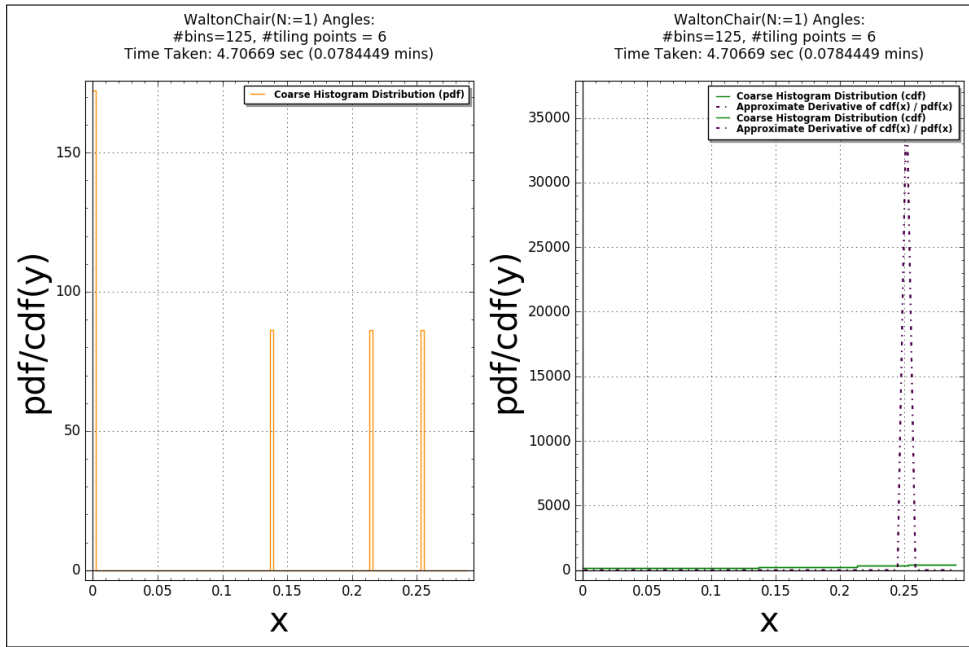 WaltonChair(N:=1) Angles:
#bins=125, #tiling points = 6
Time Taken: 4.70669 sec (0.0784449 mins)
Coarse Histogram Distribution (pdf)
150
100
50
0
pdf/cdf(y)
0
0.05
0.1
0.15
0.2
0.25
x
WaltonChair(N:=1) Angles:
#bins=125, #tiling points = 6
Time Taken: 4.70669 sec (0.0784449 mins)
Coarse Histogram Distribution (cdf)
Approximate Derivative of cdf(x) / pdf(x)
Coarse Histogram Distribution (cdf)
Approximate Derivative of cdf(x) / pdf(x)
35000
30000
25000
20000
15000
10000
5000
0
pdf/cdf(y)
0
0.05
0.1
0.15
0.2
0.25
x